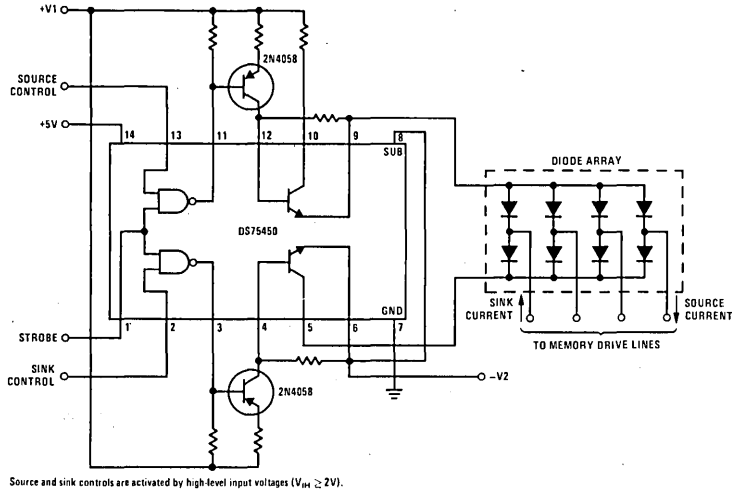 +V1
2N4058
SOURCE
CONTROL
+5V
14 13 11 12 10 9 8
SUB
DIODE ARRAY
DS75450
GND
1 2 3 4 5 6 7
SINK
CURRENT
SOURCE
CURRENT
STROBE
TO MEMORY DRIVE LINES
SINK
CONTROL
-V2
2N4058
Source and sink controls are activated by high-level input voltages (VIH ≥ 2V).